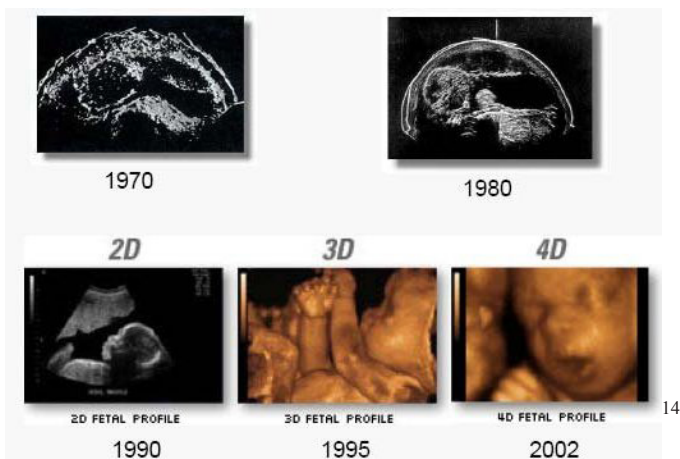 1970
1980
2D
3D
4D
2D FETAL PROFILE
3D FETAL PROFILE
4D FETAL PROFILE
14
1990
1995
2002